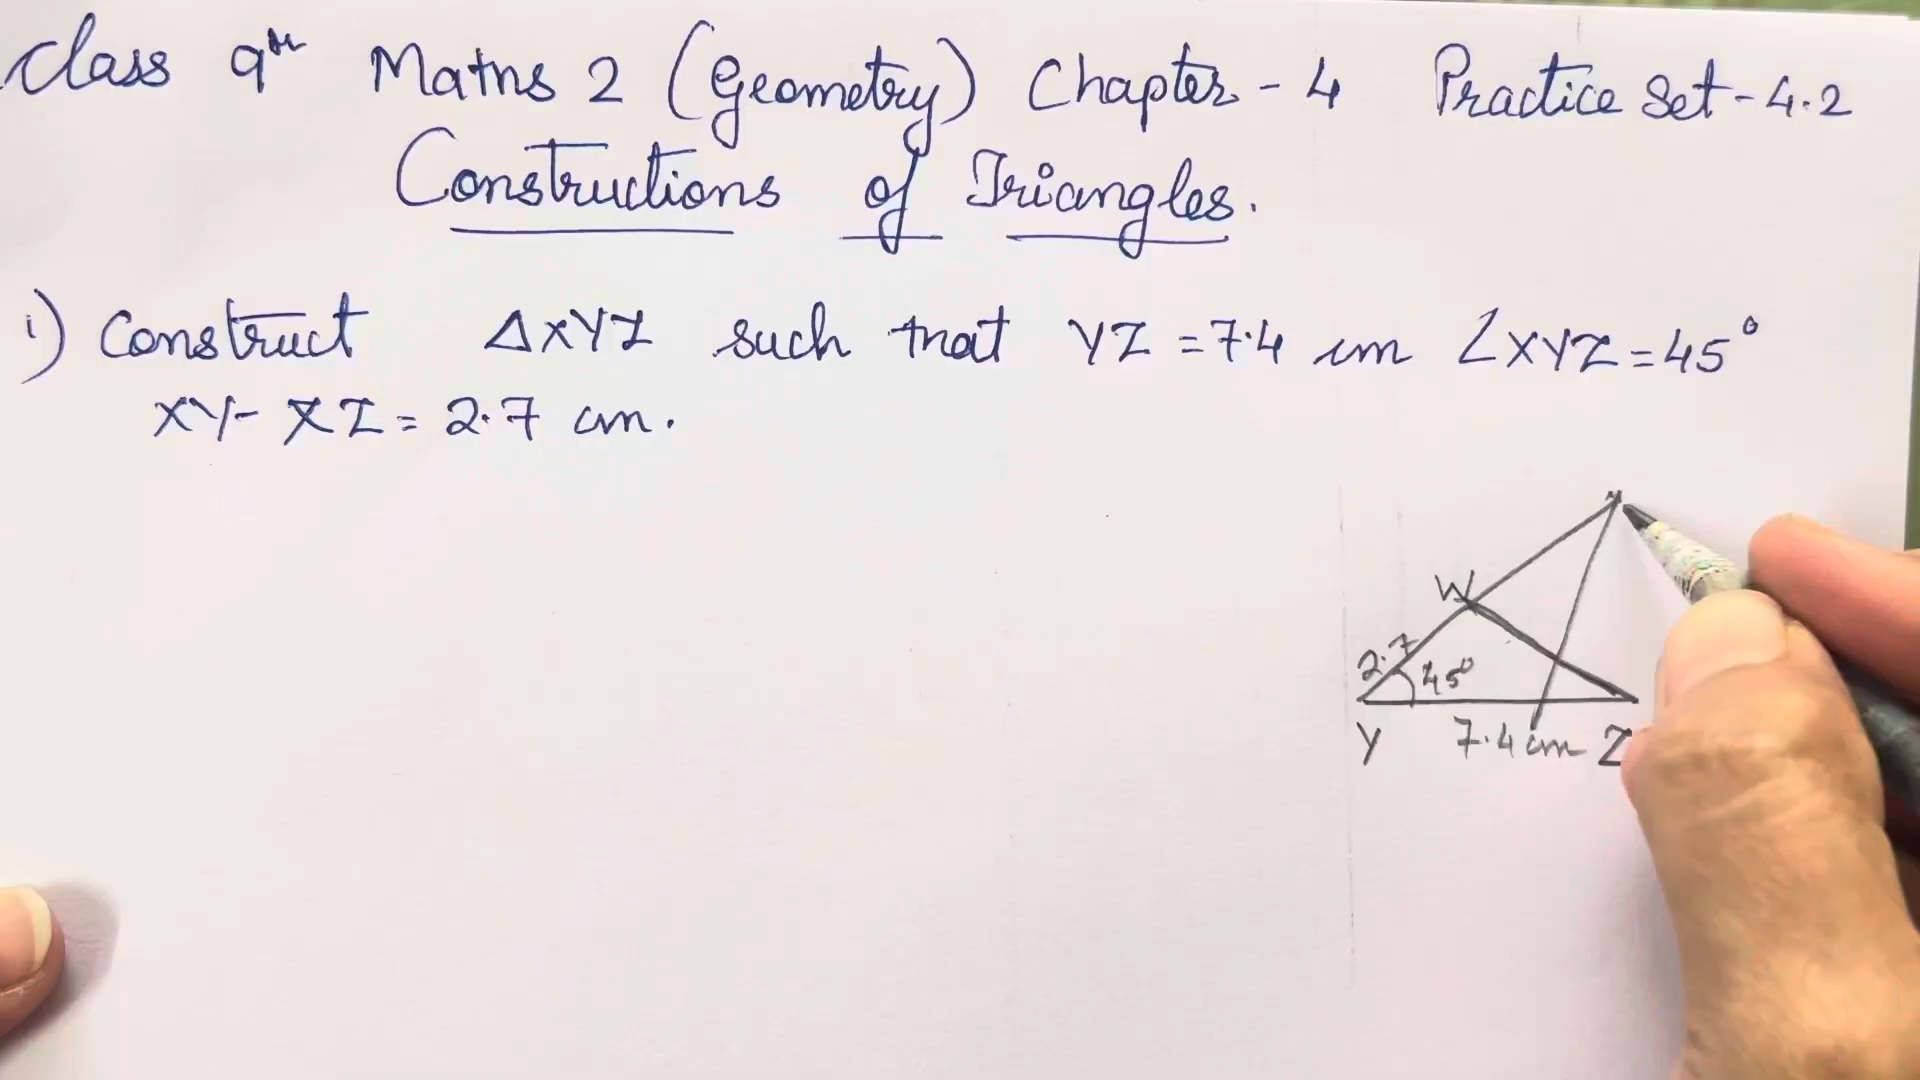 Class 9th Maths 2 (Geometry) Chapter - 4 Practice Set - 4.2
Constructions of Triangles.
1) Construct ΔXYZ such that YZ = 7.4 cm ∠XYZ = 45°
XY - XZ = 2.7 cm.
W
2.7 45°
Y 7.4 cm Z